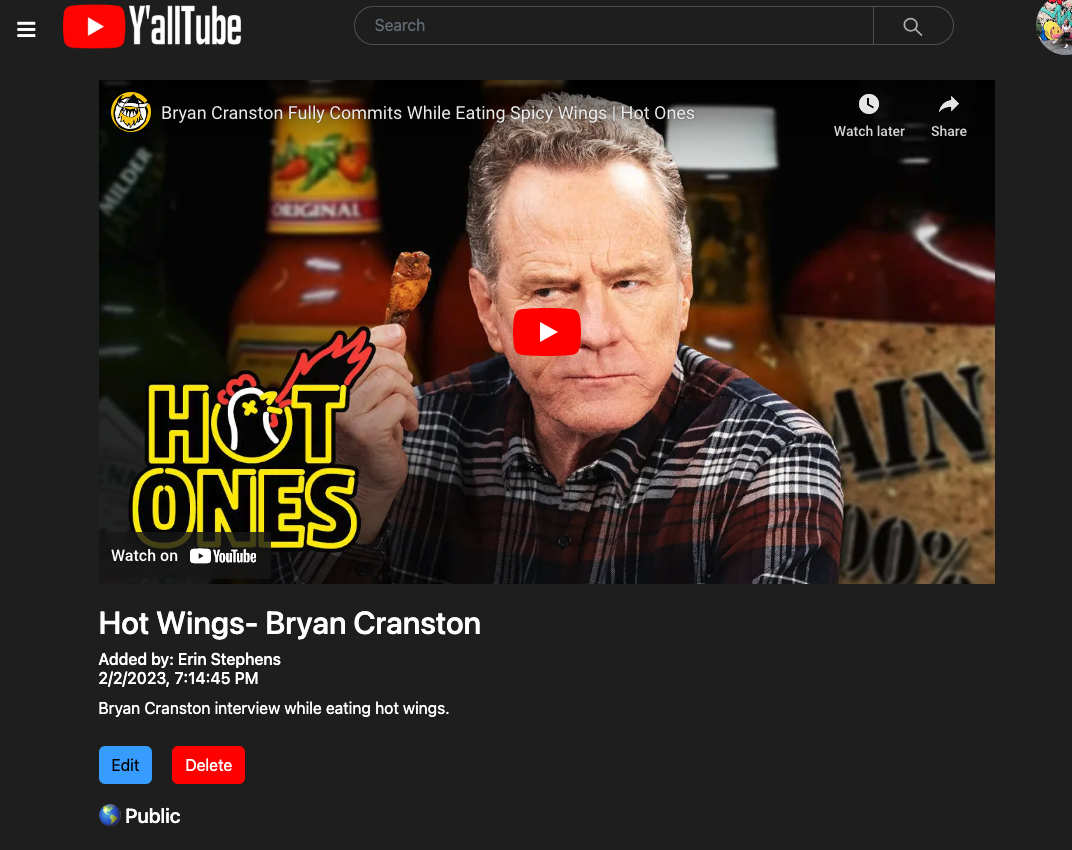 Y'allTube
Search
Bryan Cranston Fully Commits While Eating Spicy Wings | Hot Ones
Watch later
Share
MILDER
ORIGINAL
AIN
00%
HOT
ONES
Watch on YouTube
Hot Wings- Bryan Cranston
Added by: Erin Stephens
2/2/2023, 7:14:45 PM
Bryan Cranston interview while eating hot wings.
Edit
Delete
Public